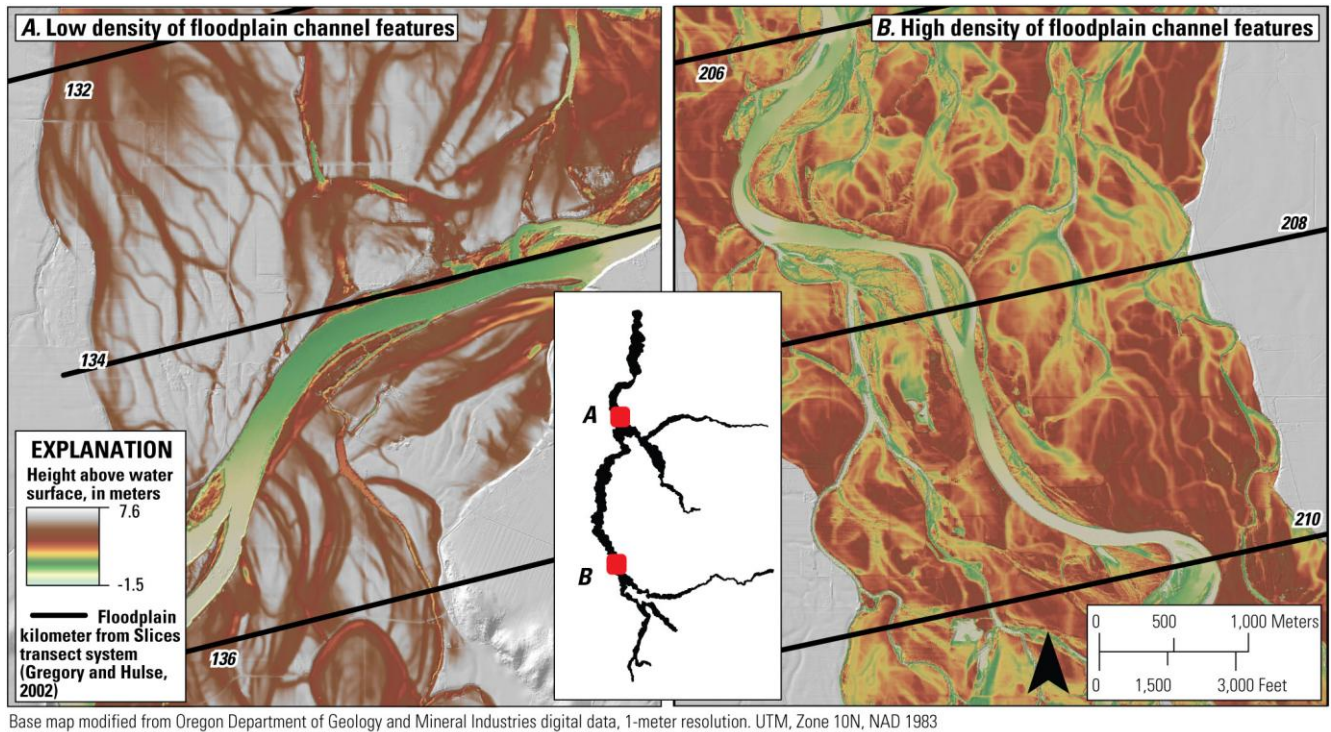 A. Low density of floodplain channel features
132
134
136
EXPLANATION
Height above water
surface, in meters
7.6
-1.5
Floodplain
kilometer from Slices
transect system
(Gregory and Hulse,
2002)
A
B
B. High density of floodplain channel features
206
208
210
0 500 1,000 Meters
0 1,500 3,000 Feet
Base map modified from Oregon Department of Geology and Mineral Industries digital data, 1-meter resolution. UTM, Zone 10N, NAD 1983